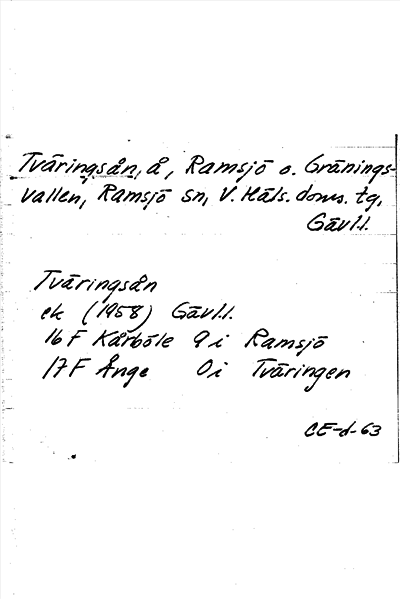 Tväringsån, å, Ramsjö o. Gränings-
vallen, Ramsjö sn, V. Häls. doms. tg,
Gävl.l.
Tväringsån
ek (1958) Gävl.l.
16 F Kårböle 9 i Ramsjö
17 F Ånge 0 i Tväringen
CE-d-63